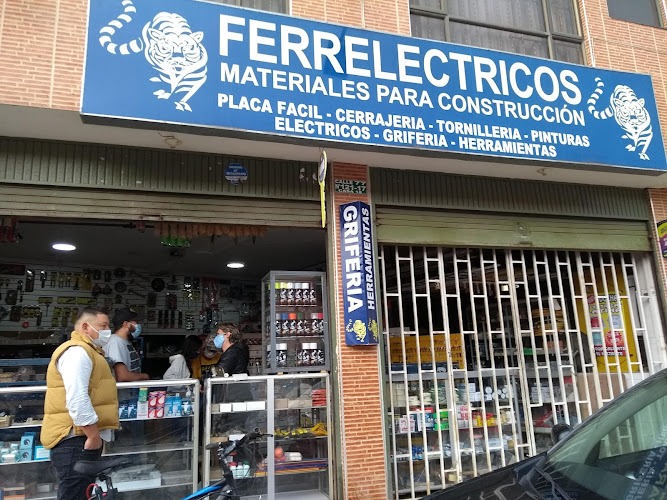 FERRELECTRICOS
MATERIALES PARA CONSTRUCCIÓN
PLACA FACIL - CERRAJERIA - TORNILLERIA - PINTURAS
ELECTRICOS - GRIFERIA - HERRAMIENTAS
GRIFERIA
HERRAMIENTAS